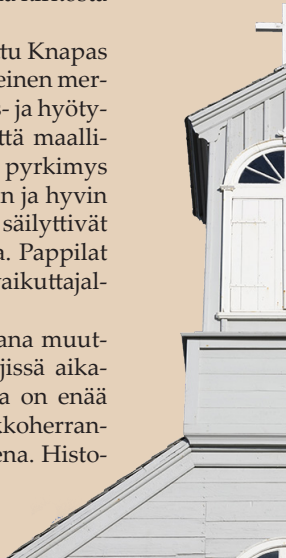 tu Knapas
einen mer-
- ja hyöty-
ttä maalli-
pyrkimys
n ja hyvin
säilyttivät
a. Pappilat
vaikuttajal-
ana muut-
jissä aika-
a on enää
kkoherran-
ena. Histo-